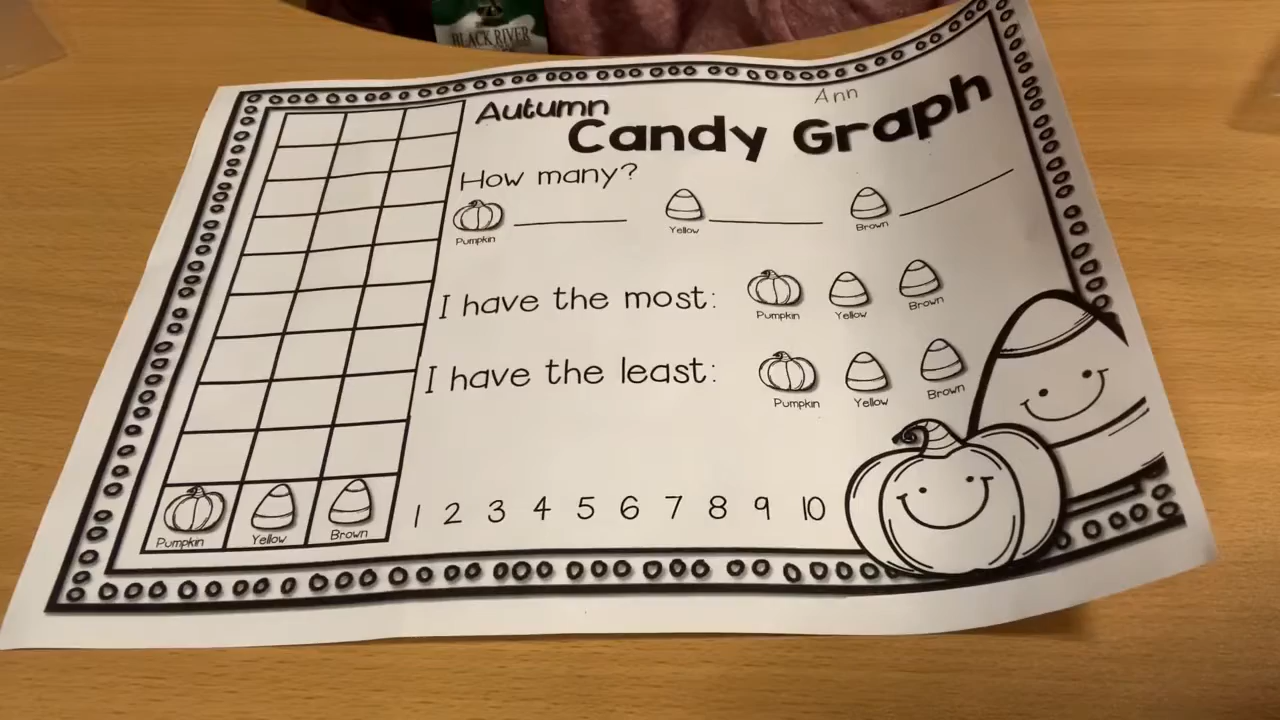 BLACK RIVER
Ann
Autumn
Candy Graph
How many?
Pumpkin Yellow Brown
I have the most:
Pumpkin Yellow Brown
I have the least:
Pumpkin Yellow Brown
1 2 3 4 5 6 7 8 9 10
Pumpkin Yellow Brown